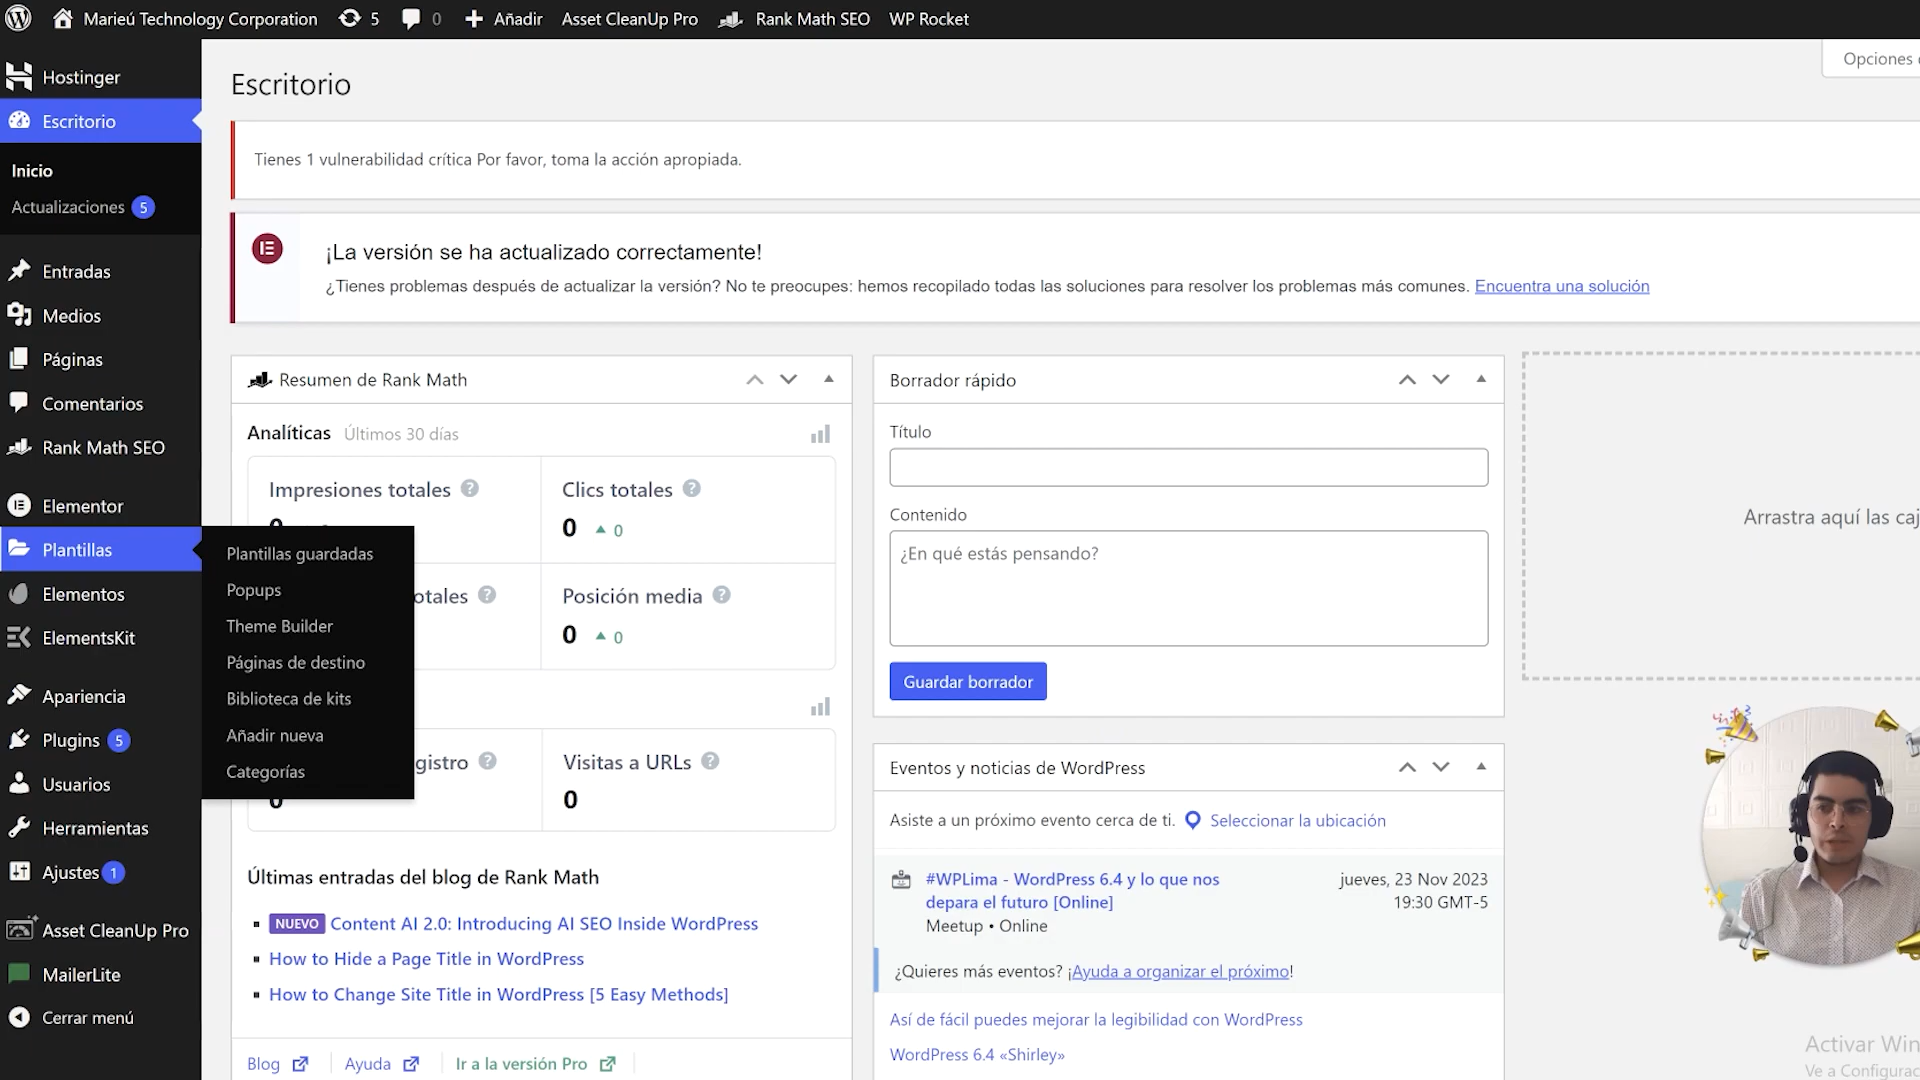 Marieú Technology Corporation
5
0
Añadir
Asset CleanUp Pro
Rank Math SEO
WP Rocket
Hostinger
Escritorio
Inicio
Actualizaciones 5
Entradas
Medios
Páginas
Comentarios
Rank Math SEO
Elementor
Plantillas
Elementos
ElementsKit
Apariencia
Plugins 5
Usuarios
Herramientas
Ajustes 1
Asset CleanUp Pro
MailerLite
Cerrar menú
Plantillas guardadas
Popups
Theme Builder
Páginas de destino
Biblioteca de kits
Añadir nueva
Categorías
Opciones
Escritorio
Tienes 1 vulnerabilidad crítica Por favor, toma la acción apropiada.
¡La versión se ha actualizado correctamente!
¿Tienes problemas después de actualizar la versión? No te preocupes: hemos recopilado todas las soluciones para resolver los problemas más comunes. Encuentra una solución
Resumen de Rank Math
Analíticas Últimos 30 días
Impresiones totales
Clics totales
0 0
otales
Posición media
0 0
gistro
Visitas a URLs
0
0
Últimas entradas del blog de Rank Math
NUEVO Content AI 2.0: Introducing AI SEO Inside WordPress
How to Hide a Page Title in WordPress
How to Change Site Title in WordPress [5 Easy Methods]
Blog
Ayuda
Ir a la versión Pro
Borrador rápido
Título
Contenido
¿En qué estás pensando?
Guardar borrador
Eventos y noticias de WordPress
Asiste a un próximo evento cerca de ti. Seleccionar la ubicación
#WPLima - WordPress 6.4 y lo que nos
depara el futuro [Online]
Meetup • Online
jueves, 23 Nov 2023
19:30 GMT-5
¿Quieres más eventos? ¡Ayuda a organizar el próximo!
Así de fácil puedes mejorar la legibilidad con WordPress
WordPress 6.4 «Shirley»
Arrastra aquí las caj
Activar Win
Ve a Configurac